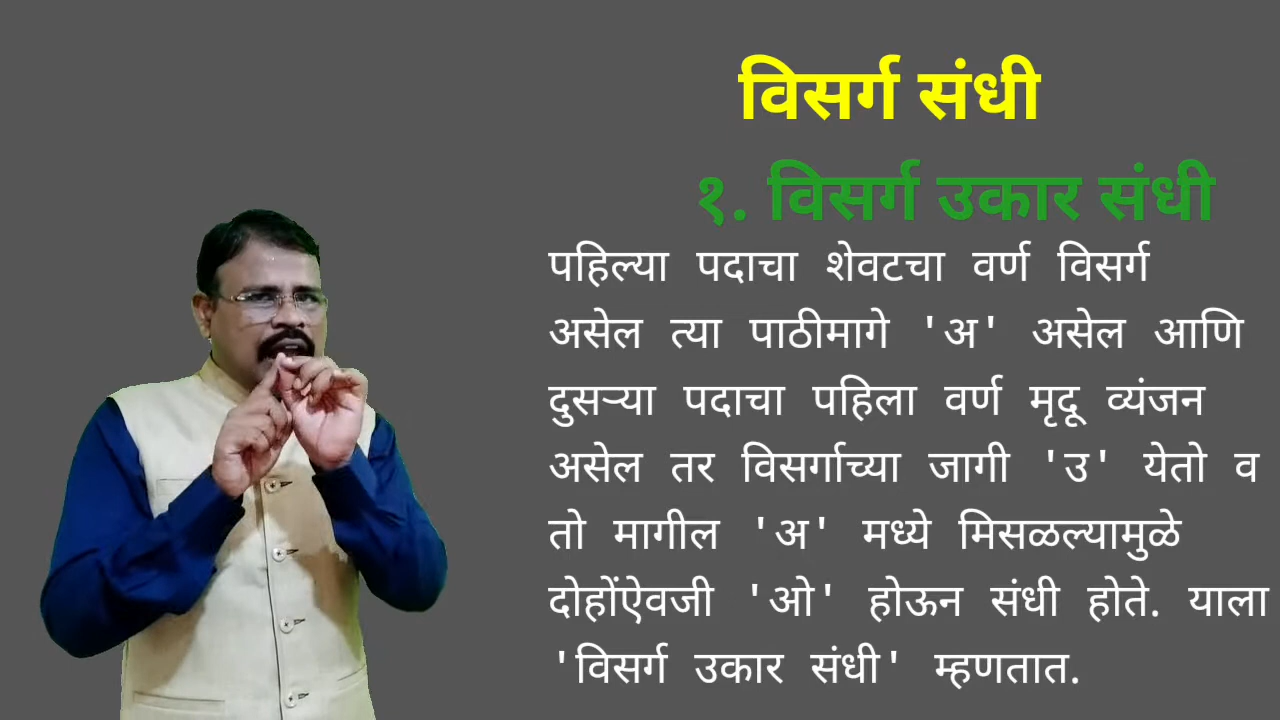 विसर्ग संधी
१. विसर्ग उकार संधी
पहिल्या पदाचा शेवटचा वर्ण विसर्ग
असेल त्या पाठीमागे 'अ' असेल आणि
दुसऱ्या पदाचा पहिला वर्ण मृदू व्यंजन
असेल तर विसर्गाच्या जागी 'उ' येतो व
तो मागील 'अ' मध्ये मिसळल्यामुळे
दोहोंऐवजी 'ओ' होऊन संधी होते. याला
'विसर्ग उकार संधी' म्हणतात.